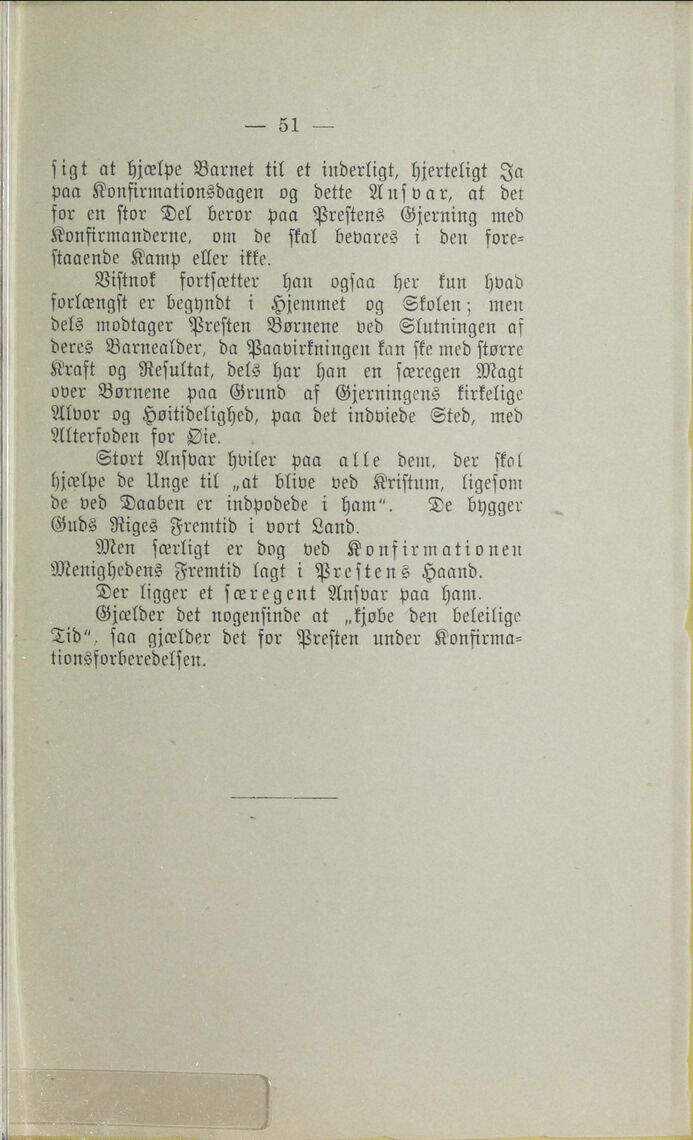 — 51 —
sigt at hjælpe Barnet til et inderligt, hjerteligt Ja
paa Konfirmationsdagen og dette Ansvar, at det
for en stor Del beror paa Prestens Gjerning med
Konfirmanderne, om de skal bevares i den fore-
staaende Kamp eller ikke.
Vistnok fortsætter han ogsaa her kun hvad
forlængst er begyndt i Hjemmet og Skolen; men
dels modtager Presten Børnene ved Slutningen af
deres Barnealder, da Paavirkningen kan ske med større
Kraft og Resultat, dels har han en særegen Magt
over Børnene paa Grund af Gjerningens kirkelige
Alvor og Høitidelighed, paa det indviede Sted, med
Alterfoden for Øie.
Stort Ansvar hviler paa alle dem, der skal
hjælpe de Unge til „at blive ved Kristum, ligesom
de ved Daaben er indpodede i ham". De bygger
Guds Riges Fremtid i vort Land.
Men særligt er dog ved Konfirmationen
Menighedens Fremtid lagt i Prestens Haand.
Der ligger et særegent Ansvar paa ham.
Gjælder det nogensinde at „kjøbe den beleilige
Tid", saa gjælder det for Presten under Konfirma-
tionsforberedelsen.